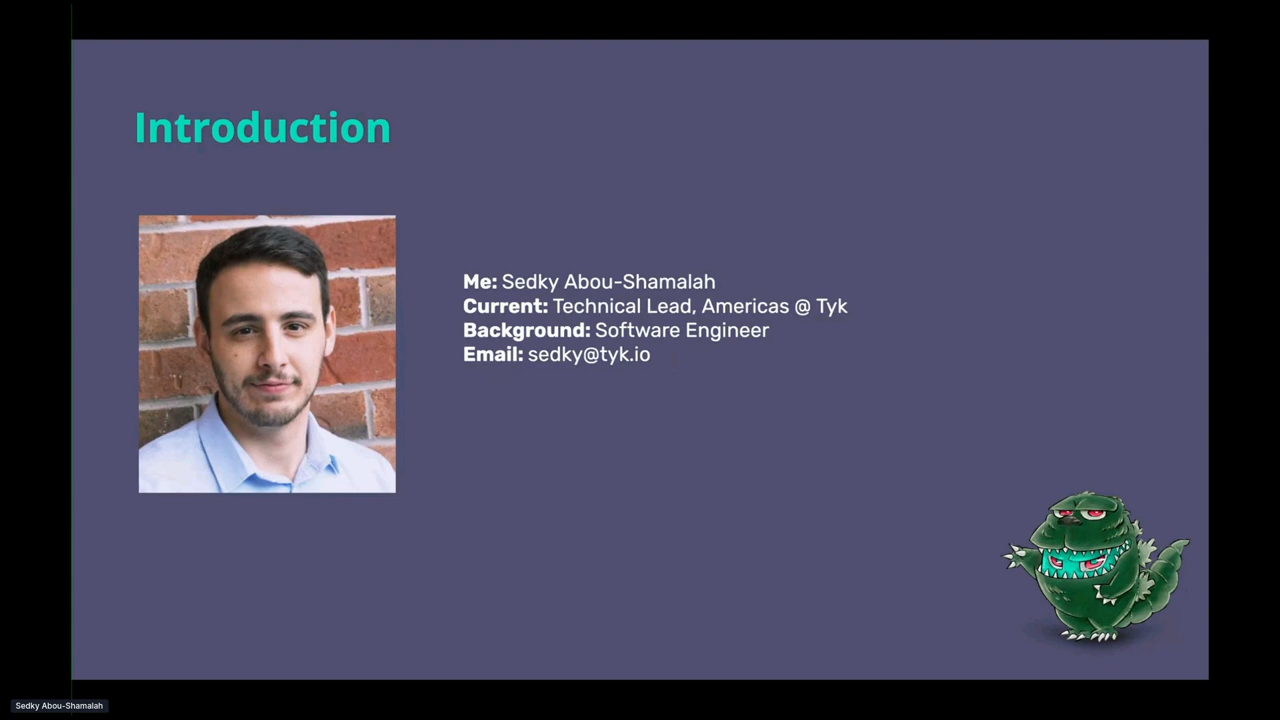 Introduction
Me: Sedky Abou-Shamalah
Current: Technical Lead, Americas @ Tyk
Background: Software Engineer
Email: sedky@tyk.io
Sedky Abou-Shamalah